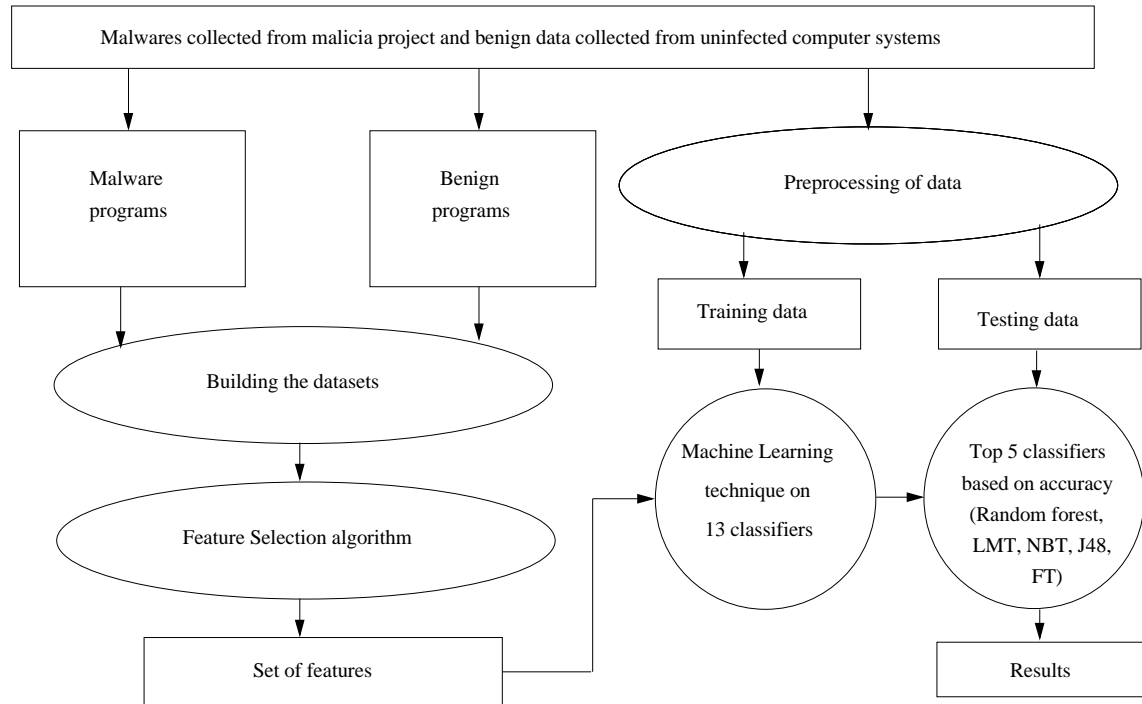 Malwares collected from malicia project and benign data collected from uninfected computer systems
Malware
programs
Benign
programs
Preprocessing of data
Training data
Testing data
Building the datasets
Machine Learning
technique on
13 classifiers
Top 5 classifiers
based on accuracy
(Random forest,
LMT, NBT, J48,
FT)
Feature Selection algorithm
Set of features
Results